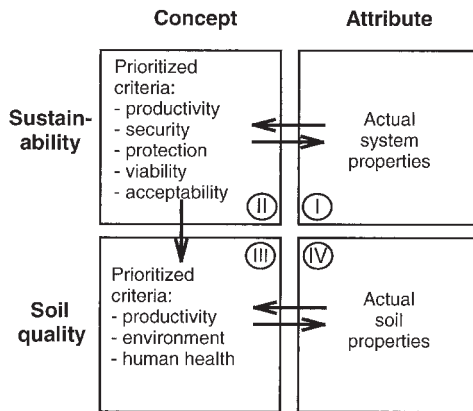 Concept
Attribute
Sustain-
ability
Prioritized
criteria:
- productivity
- security
- protection
- viability
- acceptability
II
Actual
system
properties
I
Soil
quality
III
Prioritized
criteria:
- productivity
- environment
- human health
IV
Actual
soil
properties